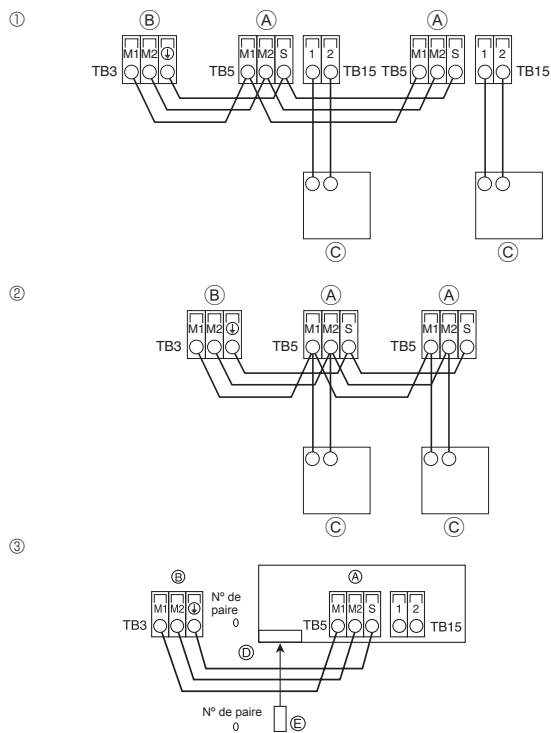 ①
Ⓑ Ⓐ Ⓐ
M1 M2 ⏚ M1 M2 S 1 2 M1 M2 S 1 2
TB3 TB5 TB15 TB5 TB15
Ⓒ Ⓒ
②
Ⓑ Ⓐ Ⓐ
M1 M2 ⏚ M1 M2 S M1 M2 S
TB3 TB5 TB5
Ⓒ Ⓒ
③
Ⓑ Ⓐ
M1 M2 ⏚ M1 M2 S 1 2
Nº de
paire
0
TB3 TB5 TB15
Ⓓ
Nº de paire
0
Ⓔ